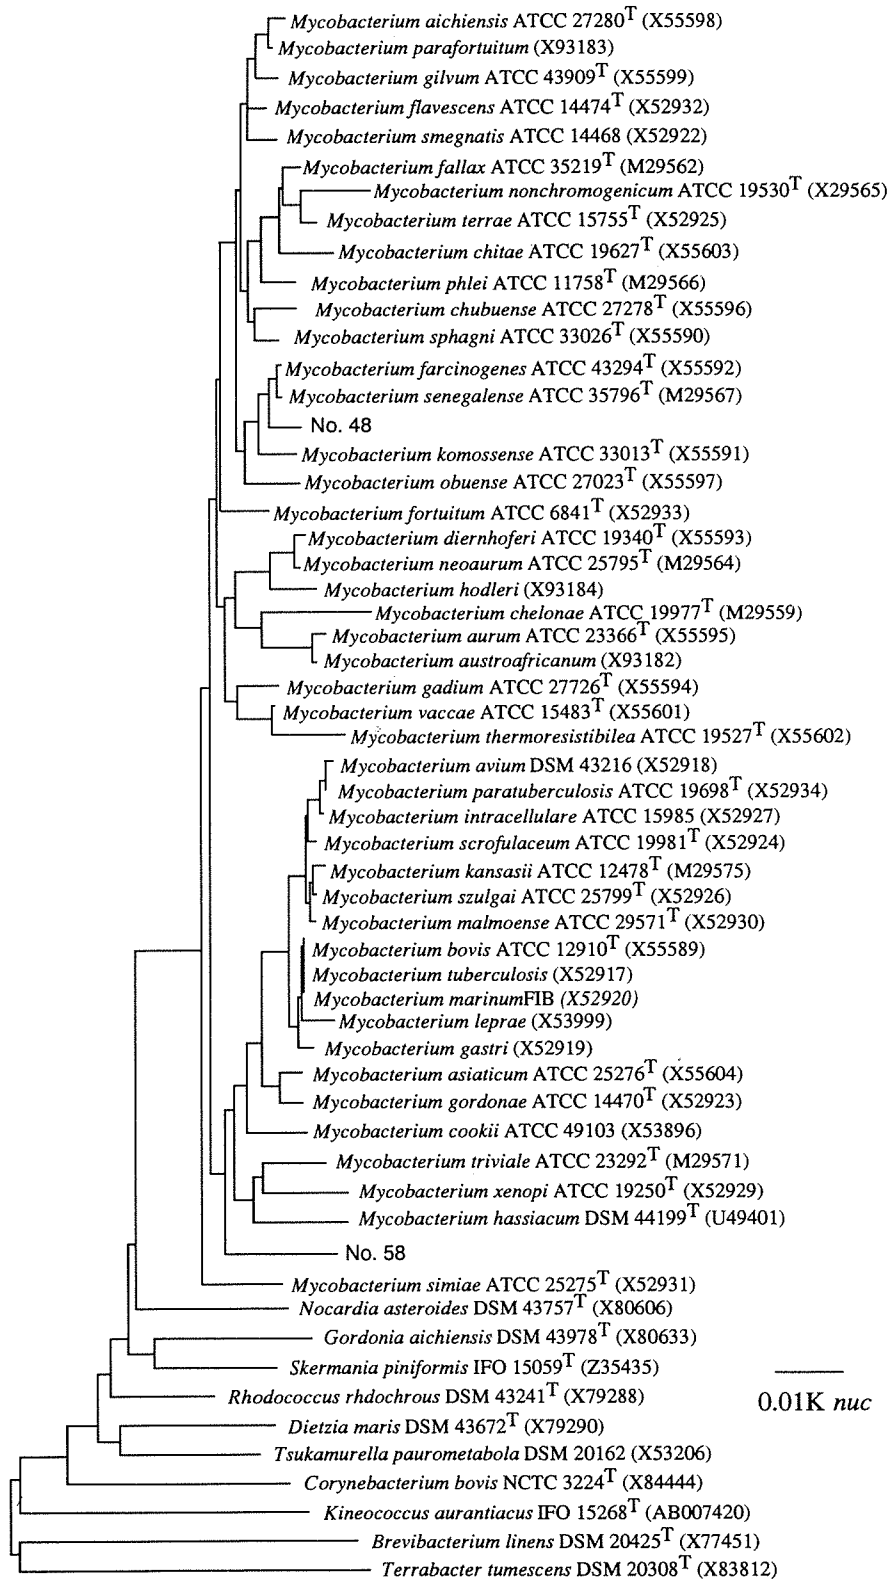 Mycobacterium aichiensis ATCC 27280T (X55598)
Mycobacterium parafortuitum (X93183)
Mycobacterium gilvum ATCC 43909T (X55599)
Mycobacterium flavescens ATCC 14474T (X52932)
Mycobacterium smegnatis ATCC 14468 (X52922)
Mycobacterium fallax ATCC 35219T (M29562)
Mycobacterium nonchromogenicum ATCC 19530T (X29565)
Mycobacterium terrae ATCC 15755T (X52925)
Mycobacterium chitae ATCC 19627T (X55603)
Mycobacterium phlei ATCC 11758T (M29566)
Mycobacterium chubuense ATCC 27278T (X55596)
Mycobacterium sphagni ATCC 33026T (X55590)
Mycobacterium farcinogenes ATCC 43294T (X55592)
Mycobacterium senegalense ATCC 35796T (M29567)
No. 48
Mycobacterium komossense ATCC 33013T (X55591)
Mycobacterium obuense ATCC 27023T (X55597)
Mycobacterium fortuitum ATCC 6841T (X52933)
Mycobacterium diernhoferi ATCC 19340T (X55593)
Mycobacterium neoaurum ATCC 25795T (M29564)
Mycobacterium hodleri (X93184)
Mycobacterium chelonae ATCC 19977T (M29559)
Mycobacterium aurum ATCC 23366T (X55595)
Mycobacterium austroafricanum (X93182)
Mycobacterium gadium ATCC 27726T (X55594)
Mycobacterium vaccae ATCC 15483T (X55601)
Mycobacterium thermoresistibilea ATCC 19527T (X55602)
Mycobacterium avium DSM 43216 (X52918)
Mycobacterium paratuberculosis ATCC 19698T (X52934)
Mycobacterium intracellulare ATCC 15985 (X52927)
Mycobacterium scrofulaceum ATCC 19981T (X52924)
Mycobacterium kansasii ATCC 12478T (M29575)
Mycobacterium szulgai ATCC 25799T (X52926)
Mycobacterium malmoense ATCC 29571T (X52930)
Mycobacterium bovis ATCC 12910T (X55589)
Mycobacterium tuberculosis (X52917)
Mycobacterium marinumFIB (X52920)
Mycobacterium leprae (X53999)
Mycobacterium gastri (X52919)
Mycobacterium asiaticum ATCC 25276T (X55604)
Mycobacterium gordonae ATCC 14470T (X52923)
Mycobacterium cookii ATCC 49103 (X53896)
Mycobacterium triviale ATCC 23292T (M29571)
Mycobacterium xenopi ATCC 19250T (X52929)
Mycobacterium hassiacum DSM 44199T (U49401)
No. 58
Mycobacterium simiae ATCC 25275T (X52931)
Nocardia asteroides DSM 43757T (X80606)
Gordonia aichiensis DSM 43978T (X80633)
Skermania piniformis IFO 15059T (Z35435)
Rhodococcus rhdochrous DSM 43241T (X79288)
0.01K nuc
Dietzia maris DSM 43672T (X79290)
Tsukamurella paurometabola DSM 20162 (X53206)
Corynebacterium bovis NCTC 3224T (X84444)
Kineococcus aurantiacus IFO 15268T (AB007420)
Brevibacterium linens DSM 20425T (X77451)
Terrabacter tumescens DSM 20308T (X83812)